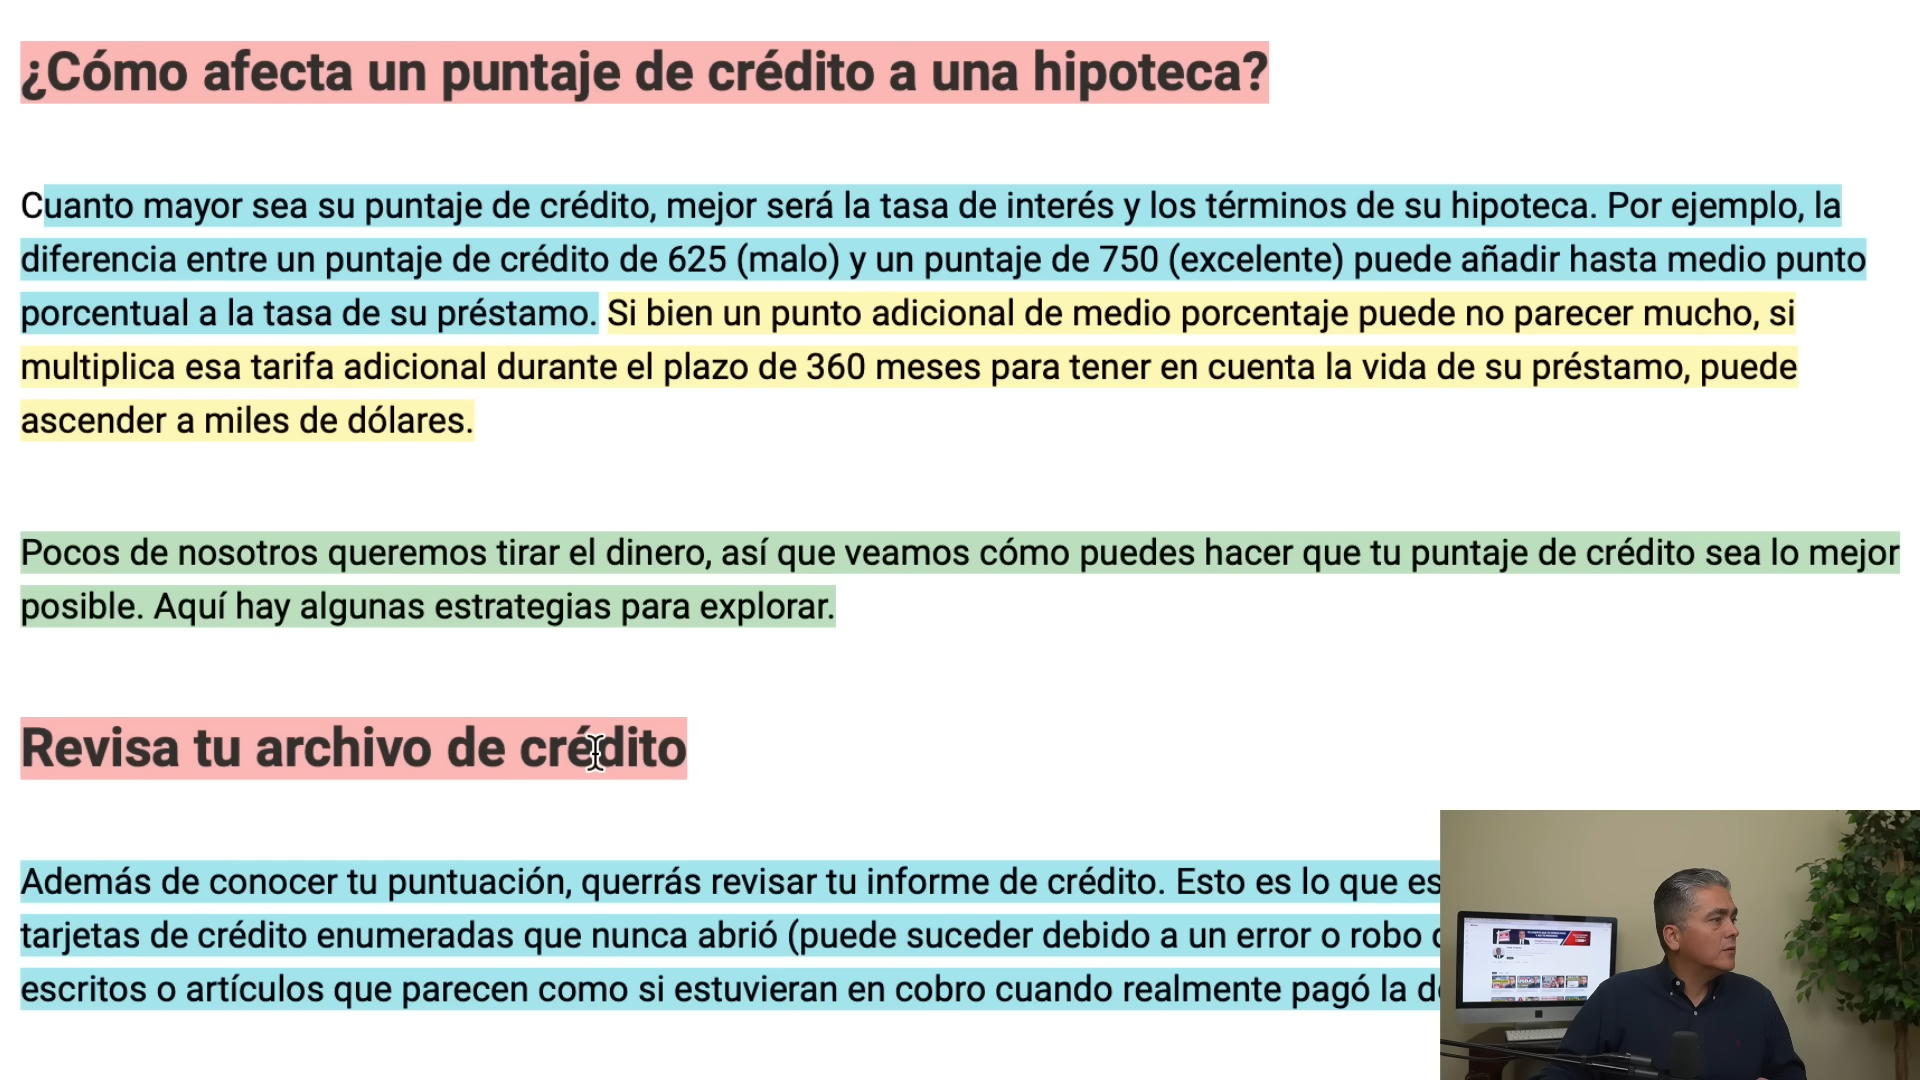 ¿Cómo afecta un puntaje de crédito a una hipoteca?
Cuanto mayor sea su puntaje de crédito, mejor será la tasa de interés y los términos de su hipoteca. Por ejemplo, la
diferencia entre un puntaje de crédito de 625 (malo) y un puntaje de 750 (excelente) puede añadir hasta medio punto
porcentual a la tasa de su préstamo. Si bien un punto adicional de medio porcentaje puede no parecer mucho, si
multiplica esa tarifa adicional durante el plazo de 360 meses para tener en cuenta la vida de su préstamo, puede
ascender a miles de dólares.
Pocos de nosotros queremos tirar el dinero, así que veamos cómo puedes hacer que tu puntaje de crédito sea lo mejor
posible. Aquí hay algunas estrategias para explorar.
Revisa tu archivo de crédito
Además de conocer tu puntuación, querrás revisar tu informe de crédito. Esto es lo que
tarjetas de crédito enumeradas que nunca abrió (puede suceder debido a un error o robo
escritos o artículos que parecen como si estuvieran en cobro cuando realmente pagó la